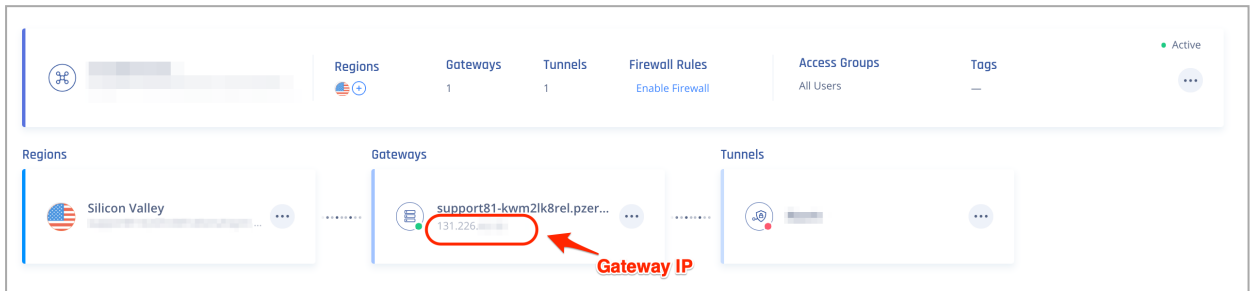 Active
Regions Gateways Tunnels Firewall Rules Access Groups Tags
1 1 Enable Firewall All Users —
Regions Gateways Tunnels
Silicon Valley
...
support81-kwm2lk8rel.pzer...
131.226.
Gateway IP